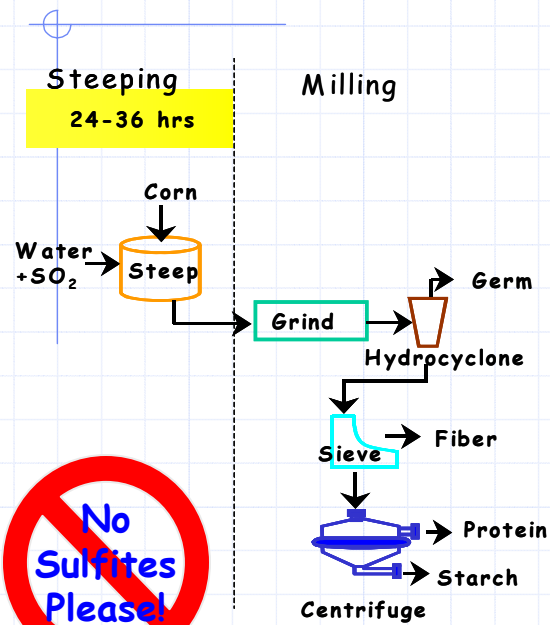 Steeping
Milling
24-36 hrs
Corn
Water
+SO₂
Steep
Germ
Grind
Hydrocyclone
Sieve
Fiber
No
Sulfites
Please!
Protein
Starch
Centrifuge